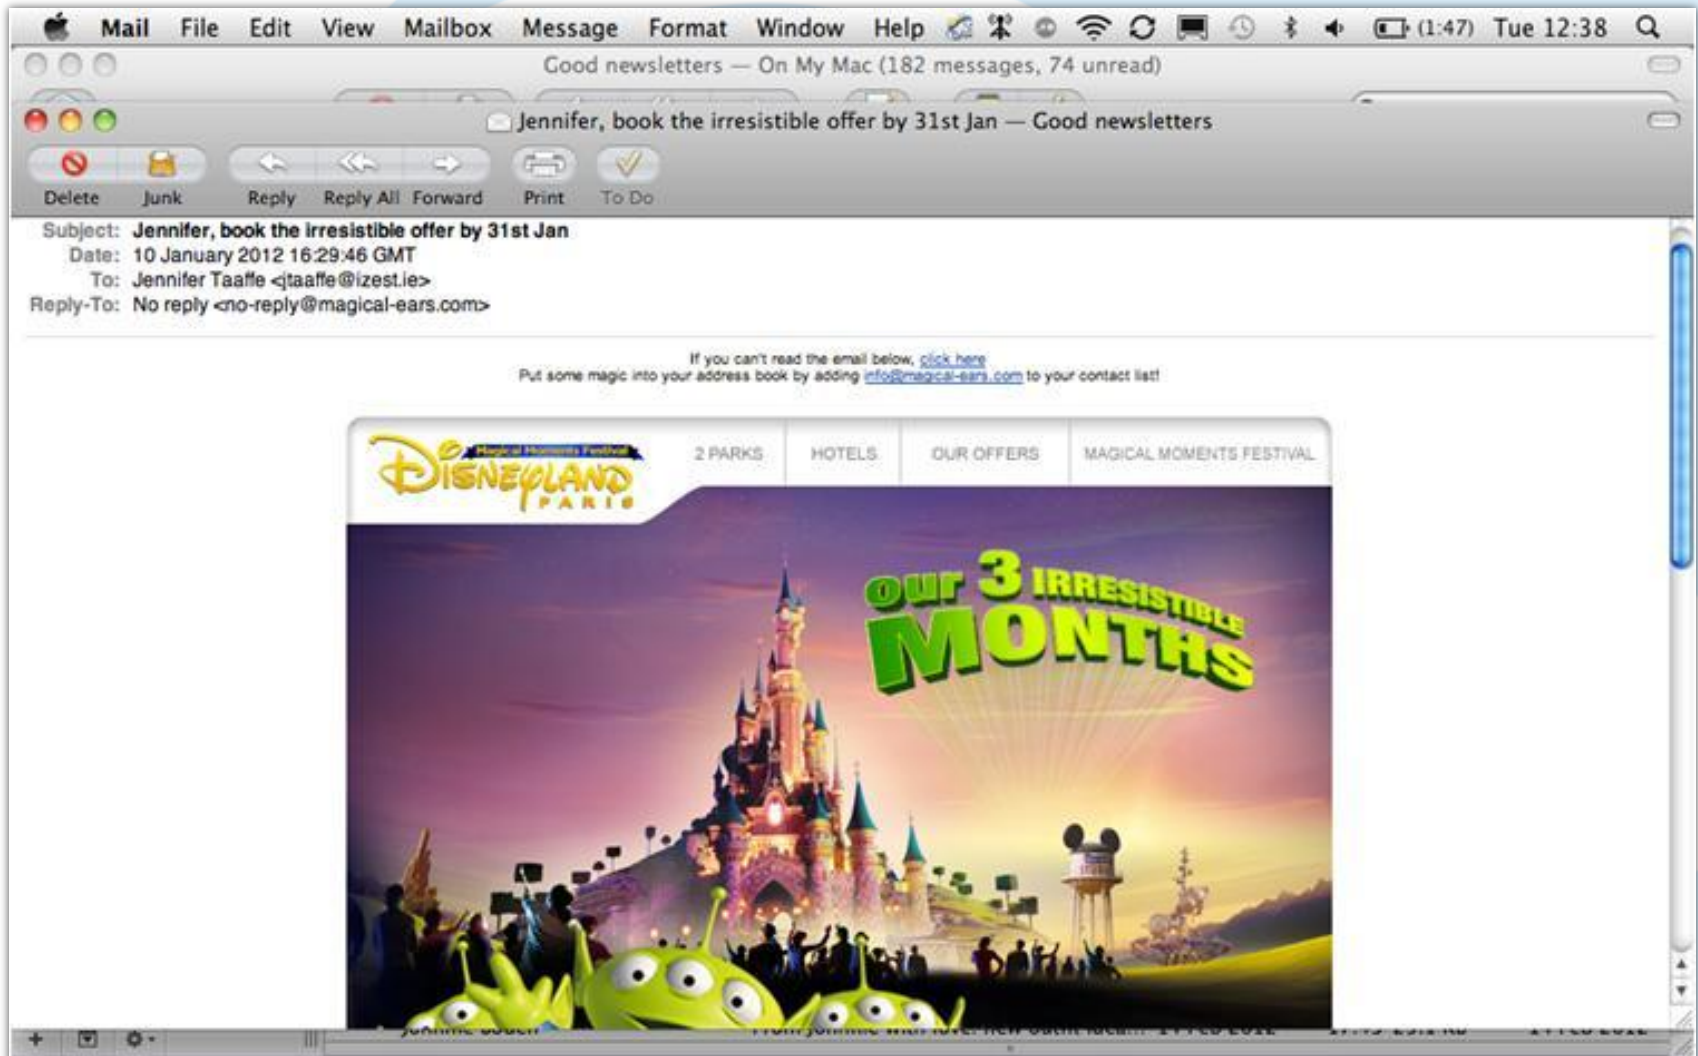 Mail File Edit View Mailbox Message Format Window Help (1:47) Tue 12:38
Good newsletters — On My Mac (182 messages, 74 unread)
Jennifer, book the irresistible offer by 31st Jan — Good newsletters
Delete Junk Reply Reply All Forward Print To Do
Subject: Jennifer, book the irresistible offer by 31st Jan
Date: 10 January 2012 16:29:46 GMT
To: Jennifer Taaffe <jtaaffe@izest.ie>
Reply-To: No reply <no-reply@magical-ears.com>
If you can't read the email below, click here
Put some magic into your address book by adding info@magical-ears.com to your contact list!
Magical Moments Festival
DISNEYLAND
PARIS
2 PARKS HOTELS OUR OFFERS MAGICAL MOMENTS FESTIVAL
our 3 IRRESISTIBLE
MONTHS